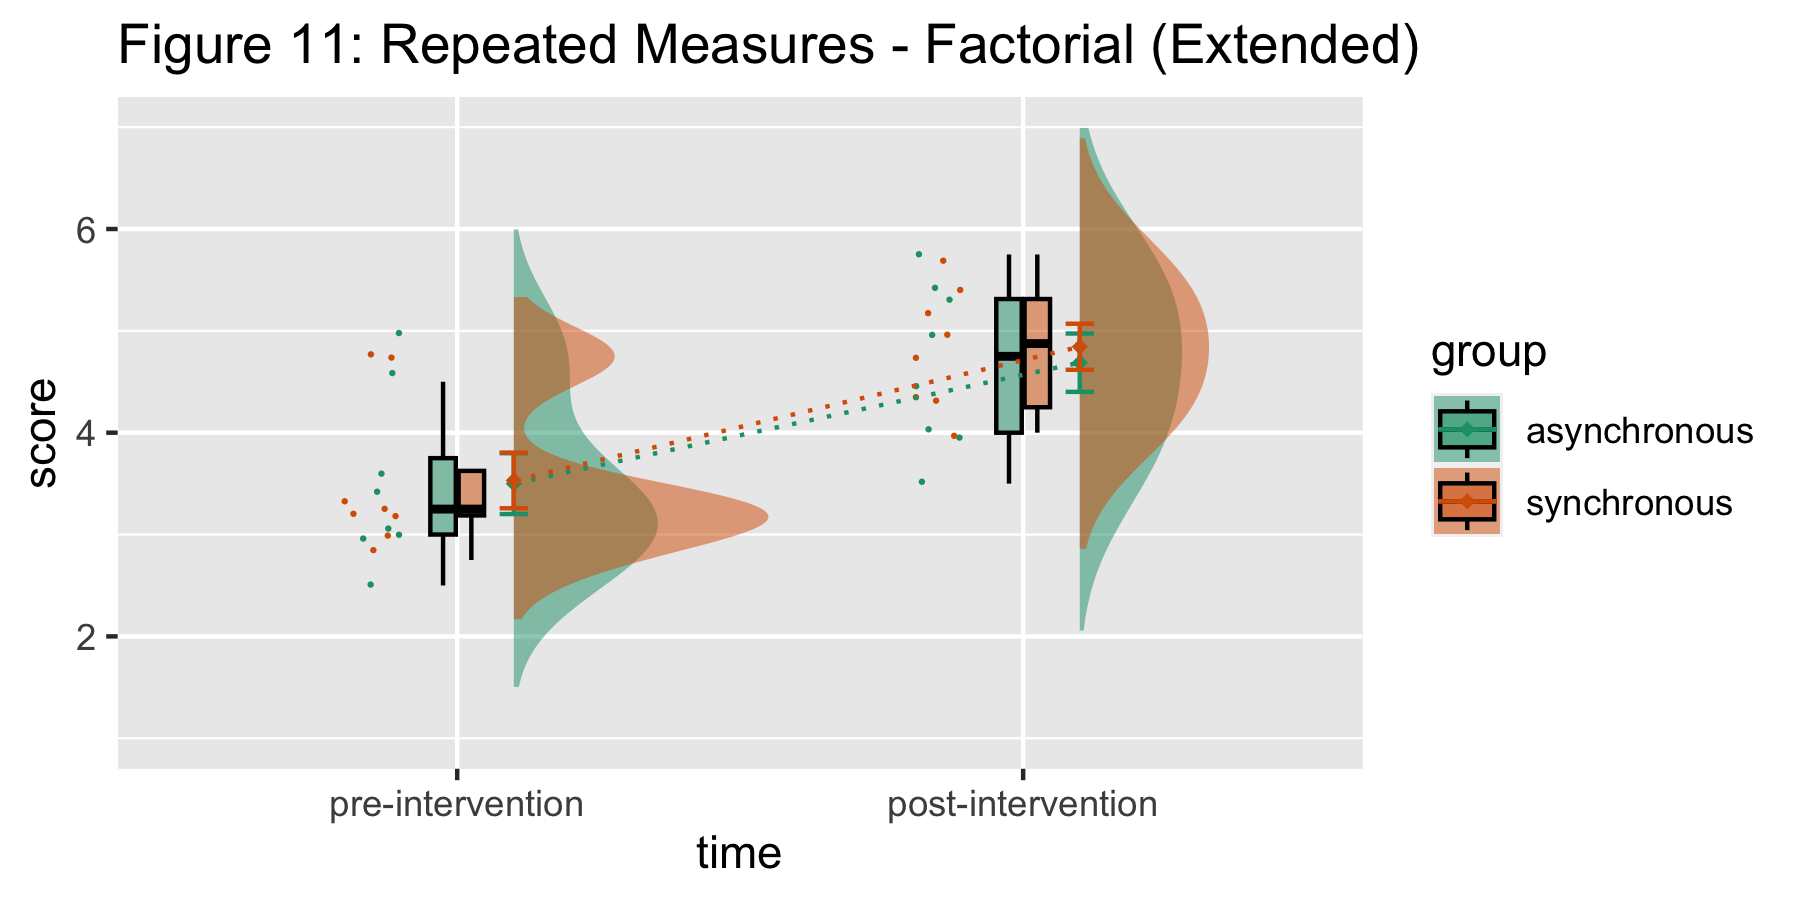 Figure 11: Repeated Measures - Factorial (Extended)
6
4
2
score
pre-intervention
post-intervention
time
group
asynchronous
synchronous